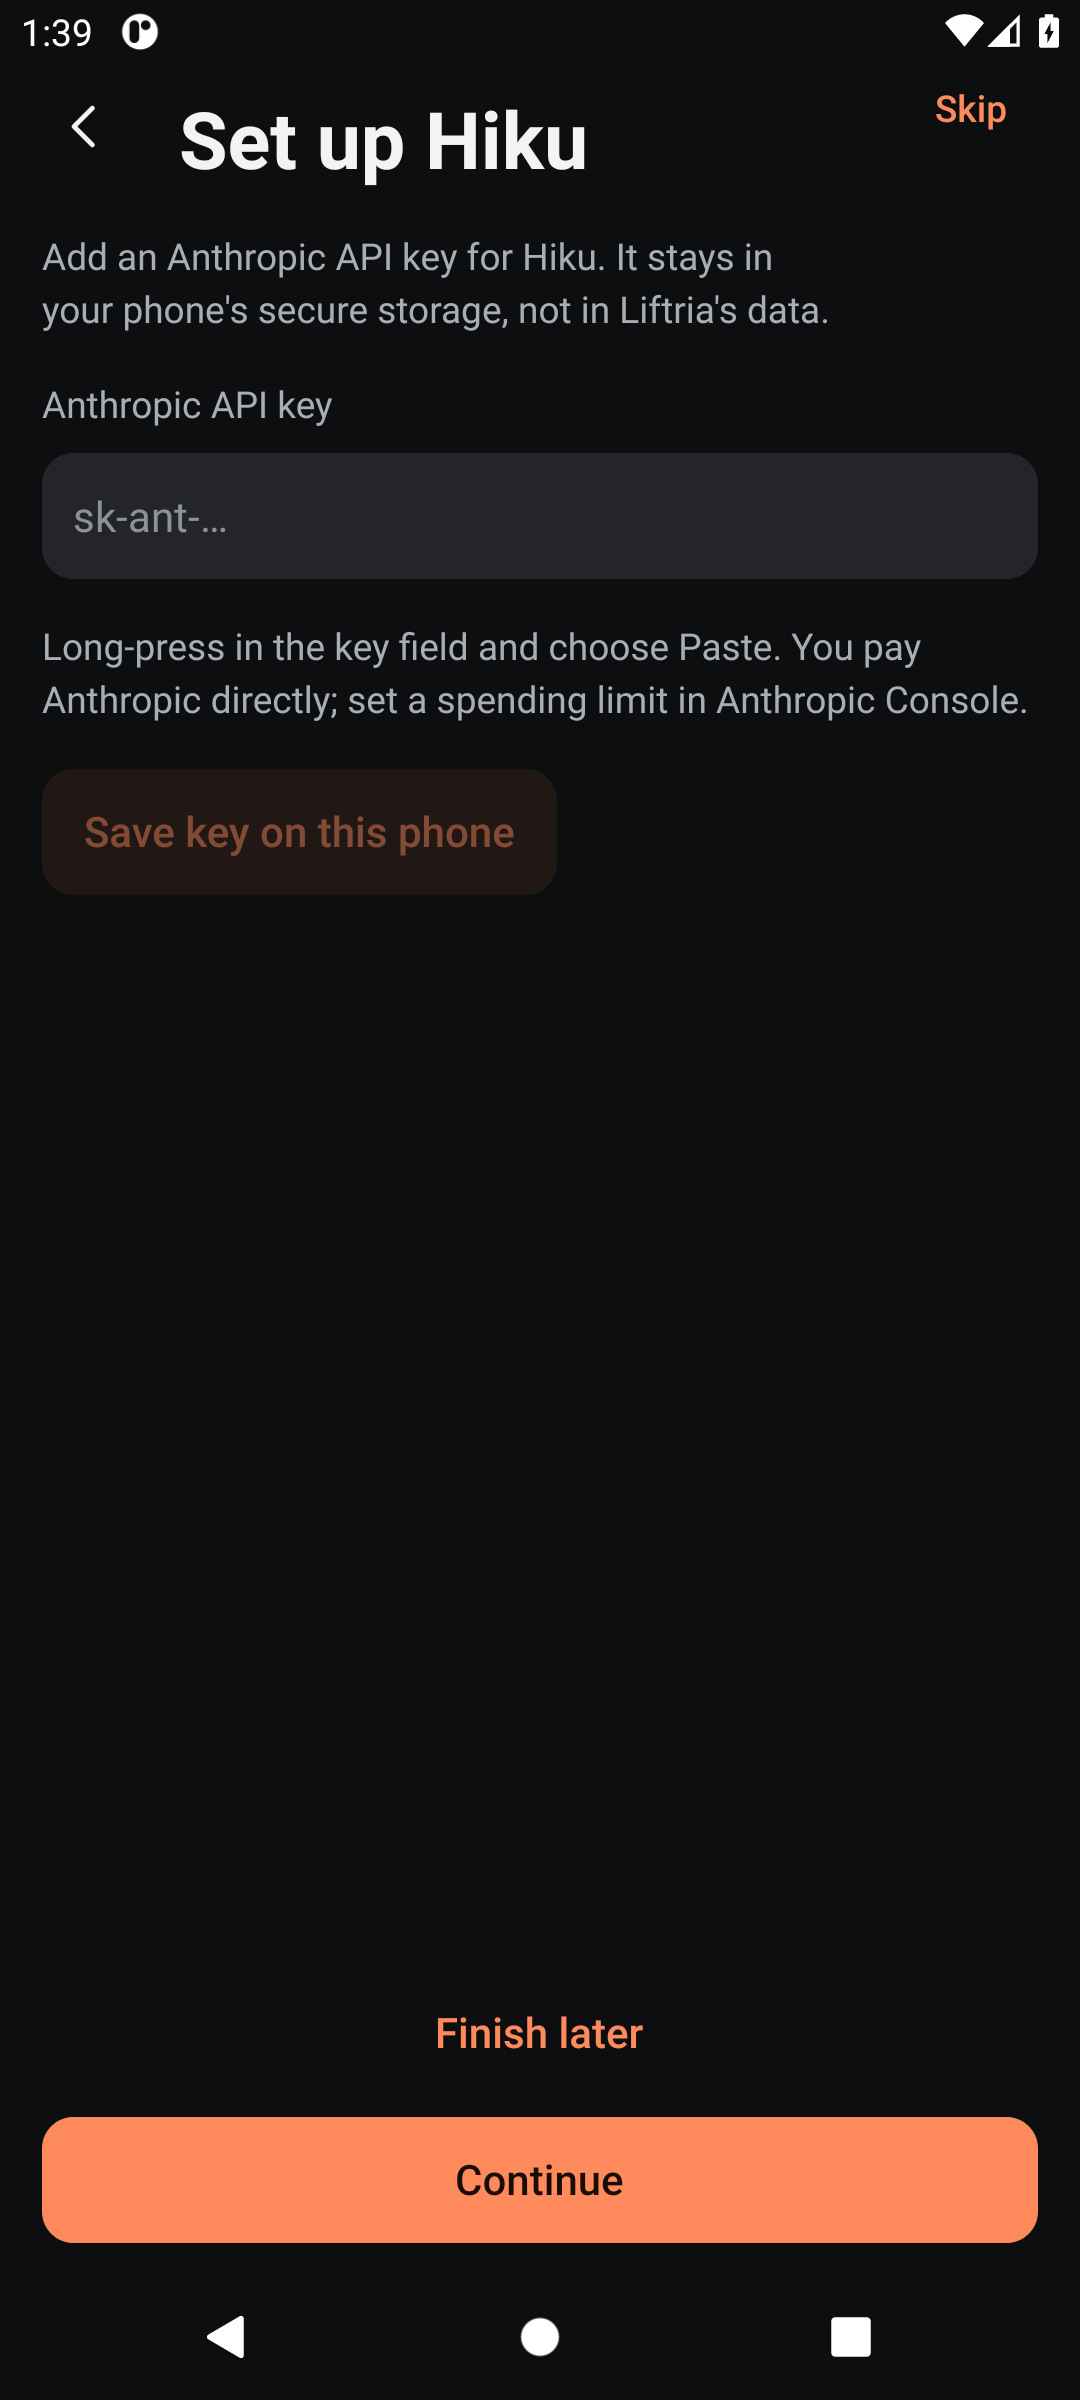 1:39
Set up Hiku
Skip
Add an Anthropic API key for Hiku. It stays in
your phone's secure storage, not in Liftria's data.
Anthropic API key
sk-ant-…
Long-press in the key field and choose Paste. You pay
Anthropic directly; set a spending limit in Anthropic Console.
Save key on this phone
Finish later
Continue